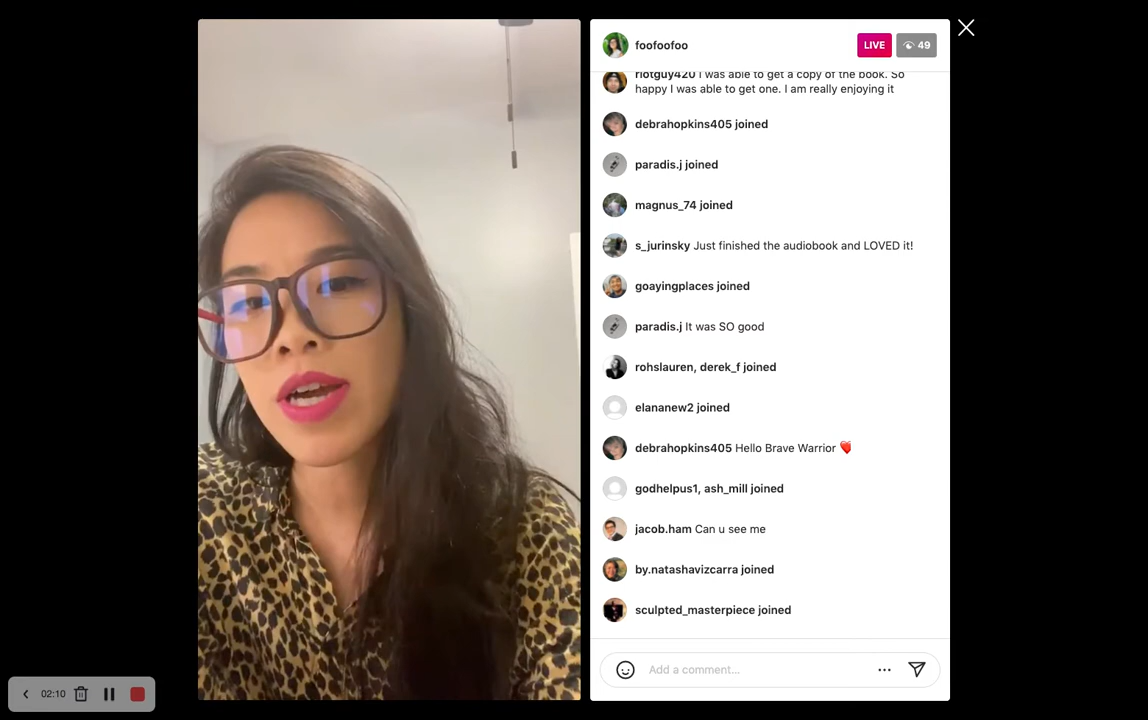 foofoofoo
LIVE
49
riotguy420 I was able to get a copy of the book. So
happy I was able to get one. I am really enjoying it
debrahopkins405 joined
paradis.j joined
magnus_74 joined
s_jurinsky Just finished the audiobook and LOVED it!
goayingplaces joined
paradis.j It was SO good
rohslauren, derek_f joined
elananew2 joined
debrahopkins405 Hello Brave Warrior ❤️
godhelpus1, ash_mill joined
jacob.ham Can u see me
by.natashavizcarra joined
sculpted_masterpiece joined
Add a comment...
02:10